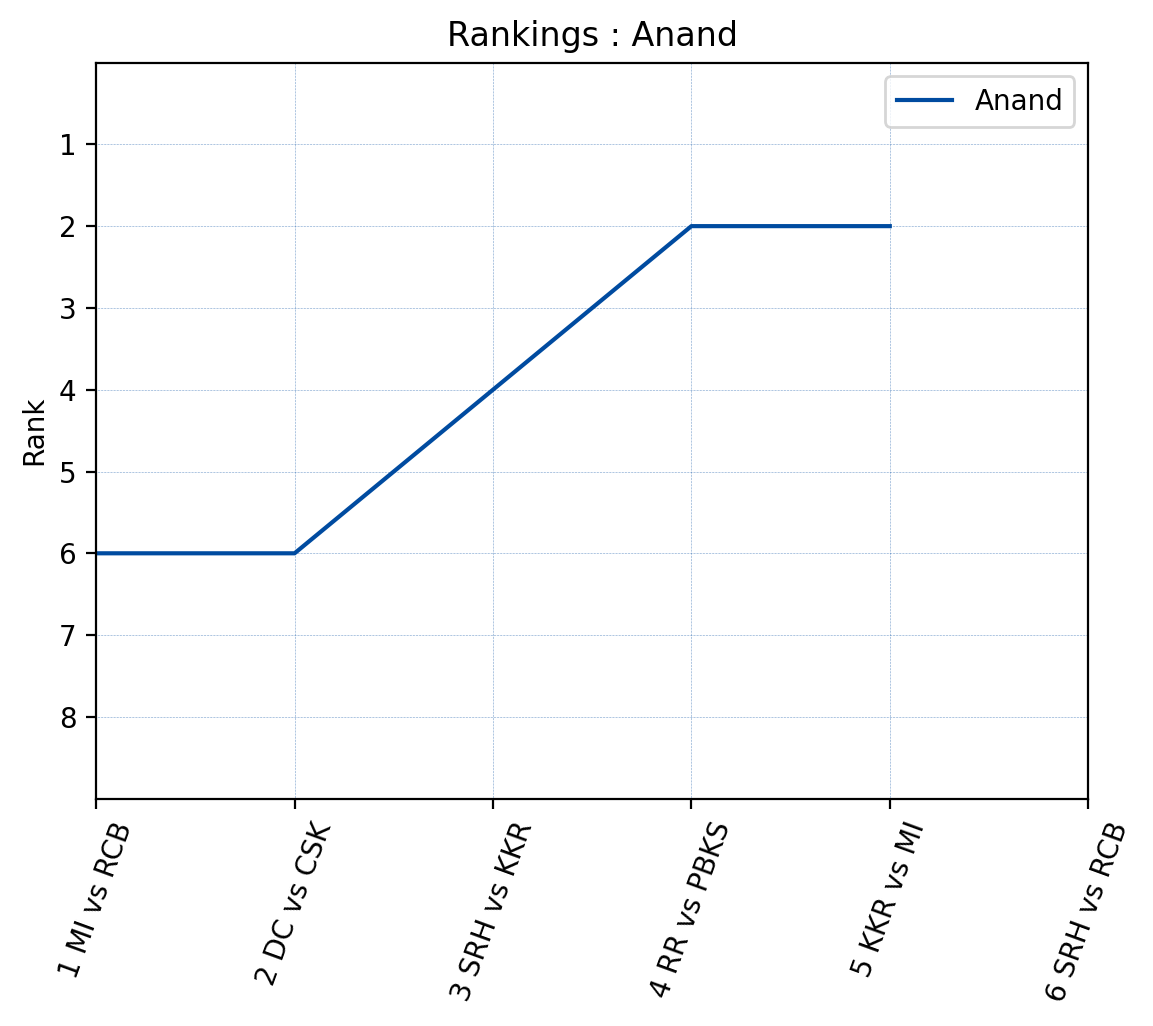 Rankings : Anand
Anand
Rank
1
2
3
4
5
6
7
8
1 MI vs RCB
2 DC vs CSK
3 SRH vs KKR
4 RR vs PBKS
5 KKR vs MI
6 SRH vs RCB